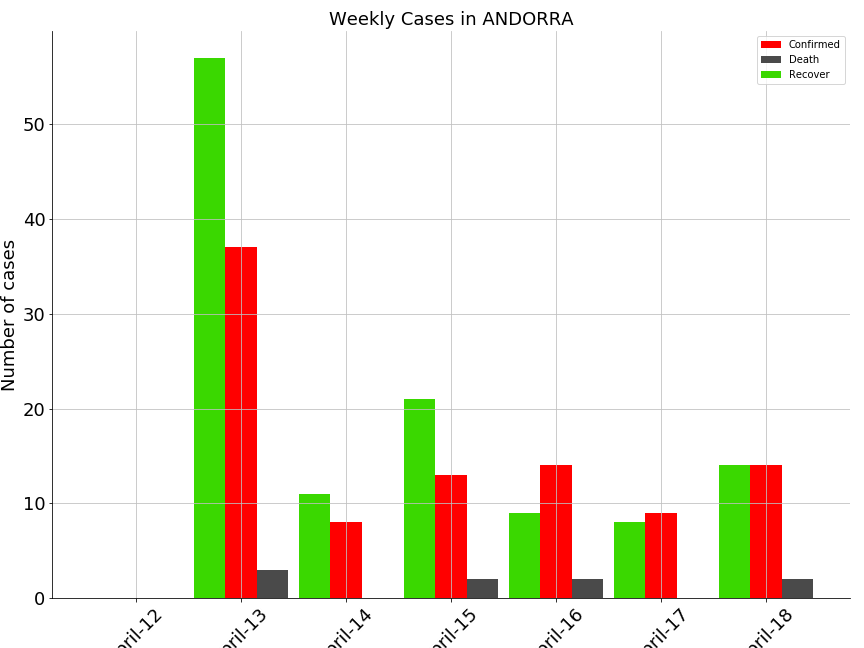 Weekly Cases in ANDORRA
Confirmed
Death
Recover
Number of cases
50
40
30
20
10
0
pril-12
pril-13
pril-14
pril-15
pril-16
pril-17
pril-18